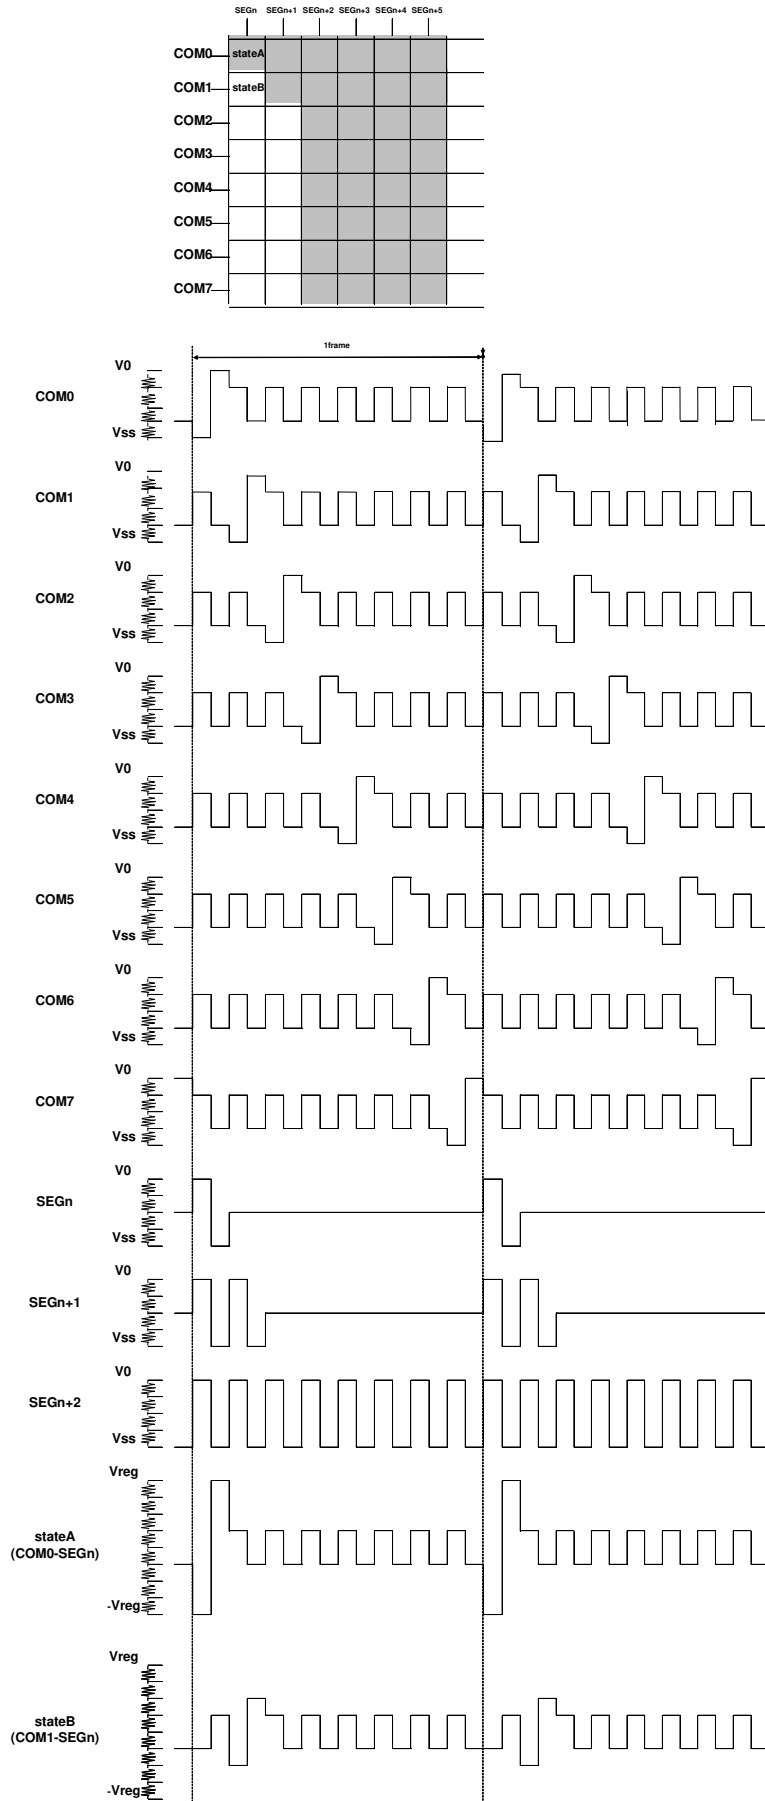 SEGn SEGn+1 SEGn+2 SEGn+3 SEGn+4 SEGn+5
COM0 stateA
COM1 stateB
COM2
COM3
COM4
COM5
COM6
COM7
1frame
V0
COM0
Vss
V0
COM1
Vss
V0
COM2
Vss
V0
COM3
Vss
V0
COM4
Vss
V0
COM5
Vss
V0
COM6
Vss
V0
COM7
Vss
V0
SEGn
Vss
V0
SEGn+1
Vss
V0
SEGn+2
Vss
Vreg
stateA
(COM0-SEGn)
-Vreg
Vreg
stateB
(COM1-SEGn)
-Vreg